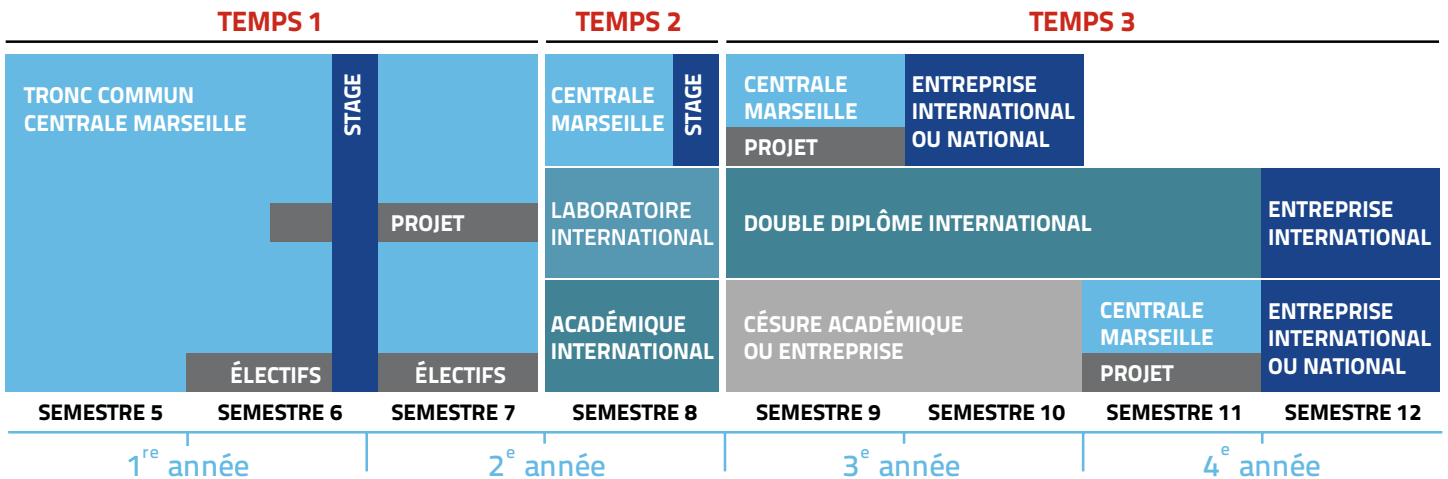 TEMPS 1
TEMPS 2
TEMPS 3
TRONC COMMUN
CENTRALE MARSEILLE
STAGE
PROJET
ÉLECTIFS
ÉLECTIFS
CENTRALE
MARSEILLE
STAGE
LABORATOIRE
INTERNATIONAL
ACADÉMIQUE
INTERNATIONAL
CENTRALE
MARSEILLE
PROJET
ENTREPRISE
INTERNATIONAL
OU NATIONAL
DOUBLE DIPLÔME INTERNATIONAL
ENTREPRISE
INTERNATIONAL
CÉSURE ACADÉMIQUE
OU ENTREPRISE
CENTRALE
MARSEILLE
PROJET
ENTREPRISE
INTERNATIONAL
OU NATIONAL
SEMESTRE 5
SEMESTRE 6
SEMESTRE 7
SEMESTRE 8
SEMESTRE 9
SEMESTRE 10
SEMESTRE 11
SEMESTRE 12
1re année
2e année
3e année
4e année